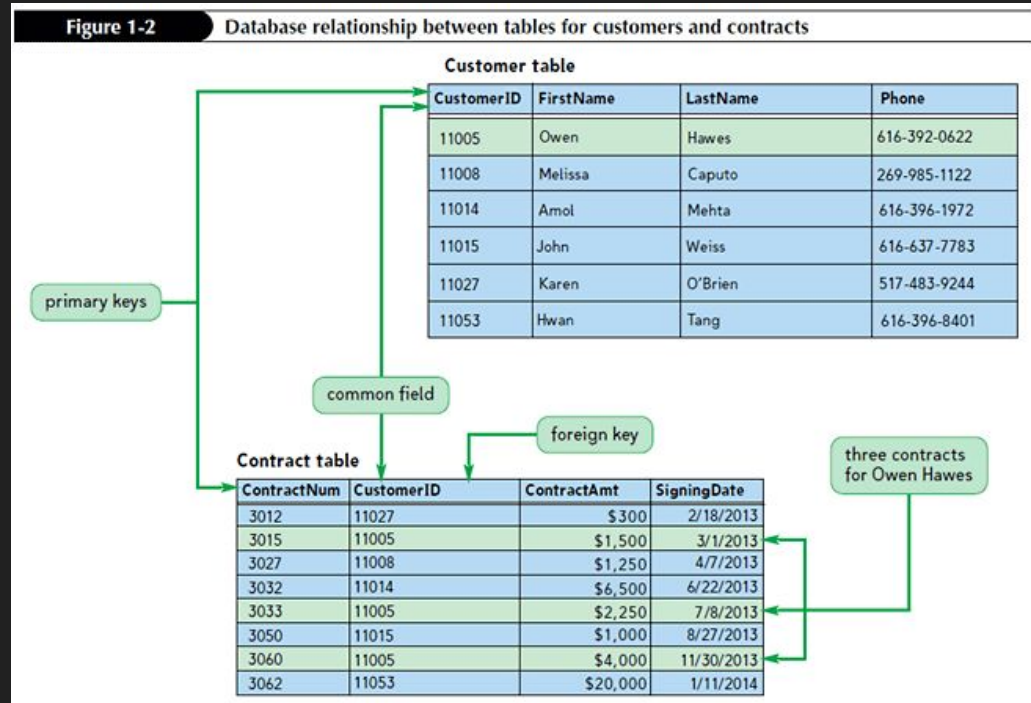 Figure 1-2 Database relationship between tables for customers and contracts
Customer table
CustomerID FirstName LastName Phone
11005 Owen Hawes 616-392-0622
11008 Melissa Caputo 269-985-1122
11014 Amol Mehta 616-396-1972
11015 John Weiss 616-637-7783
11027 Karen O'Brien 517-483-9244
11053 Hwan Tang 616-396-8401
primary keys
common field
foreign key
three contracts
for Owen Hawes
Contract table
ContractNum CustomerID ContractAmt SigningDate
3012 11027 $300 2/18/2013
3015 11005 $1,500 3/1/2013
3027 11008 $1,250 4/7/2013
3032 11014 $6,500 6/22/2013
3033 11005 $2,250 7/8/2013
3050 11015 $1,000 8/27/2013
3060 11005 $4,000 11/30/2013
3062 11053 $20,000 1/11/2014